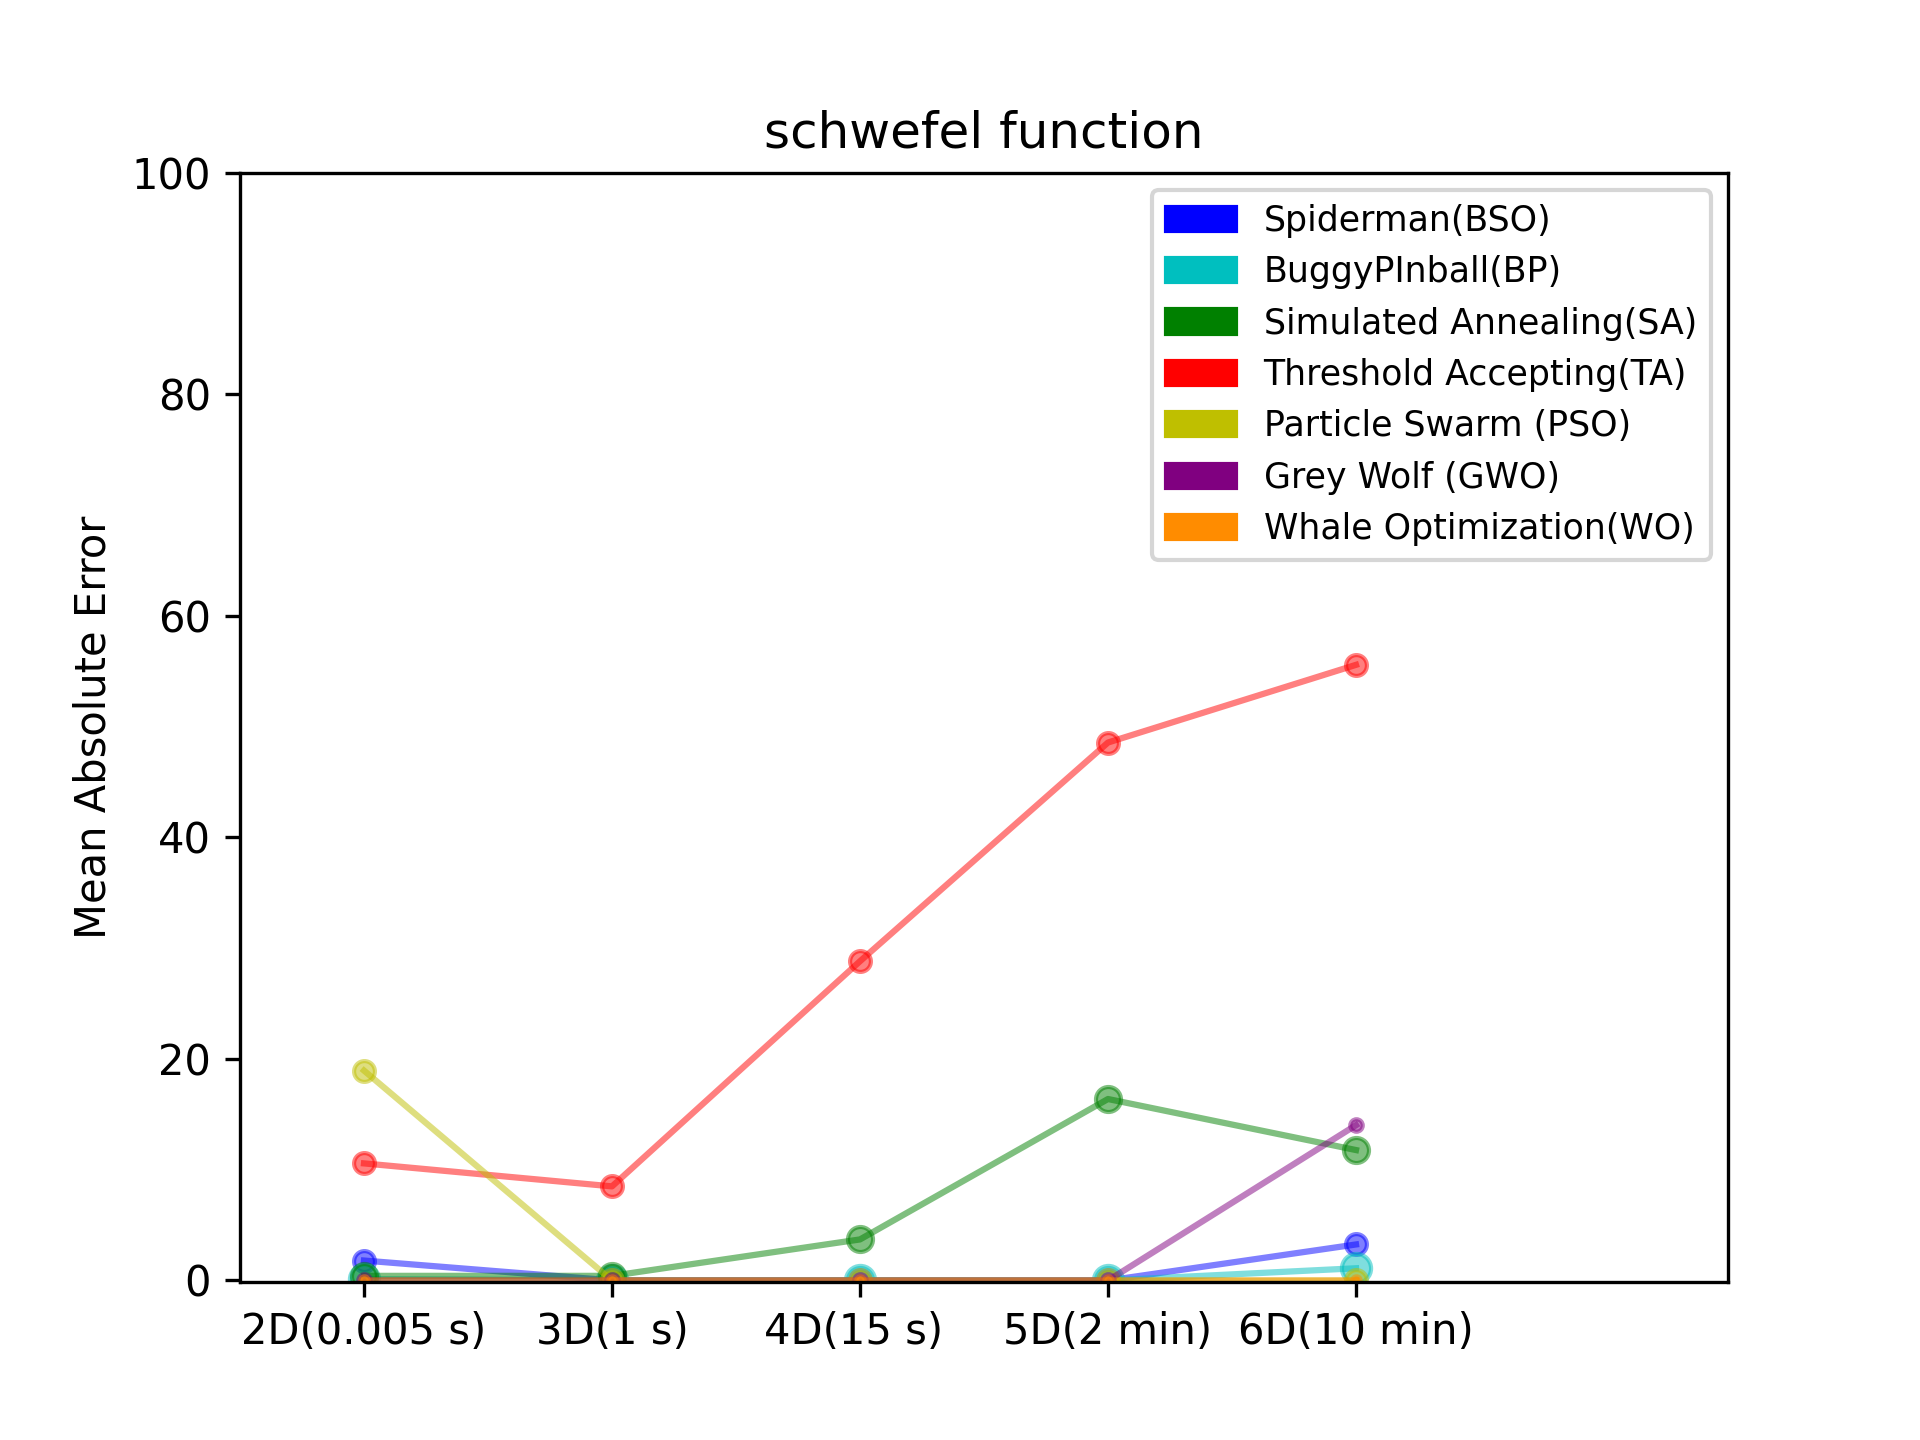 schwefel function
100
80
60
40
20
0
Mean Absolute Error
Spiderman(BSO)
BuggyPInball(BP)
Simulated Annealing(SA)
Threshold Accepting(TA)
Particle Swarm (PSO)
Grey Wolf (GWO)
Whale Optimization(WO)
2D(0.005 s) 3D(1 s) 4D(15 s) 5D(2 min) 6D(10 min)